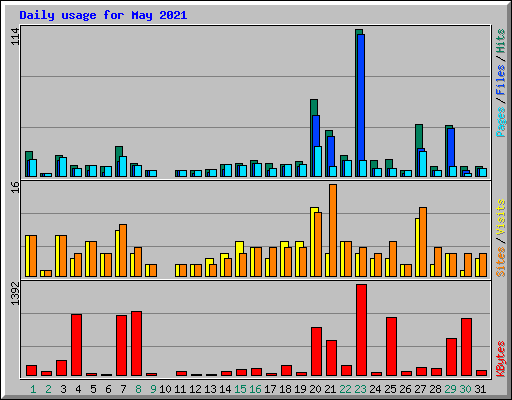 Daily usage for May 2021
114
Pages / Files / Hits
16
Sites / Visits
1392
KBytes
1 2 3 4 5 6 7 8 9 10 11 12 13 14 15 16 17 18 19 20 21 22 23 24 25 26 27 28 29 30 31